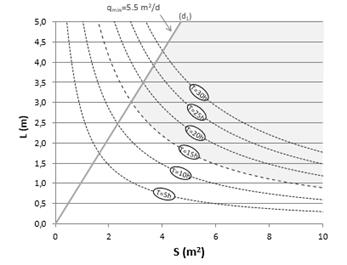 qmin=5.5 m²/d
(d₁)
5,0
4,5
4,0
3,5
3,0
2,5
2,0
1,5
1,0
0,5
0,0
L (m)
T=30h
T=25h
T=20h
T=15h
T=10h
T=5h
0 2 4 6 8 10
S (m²)